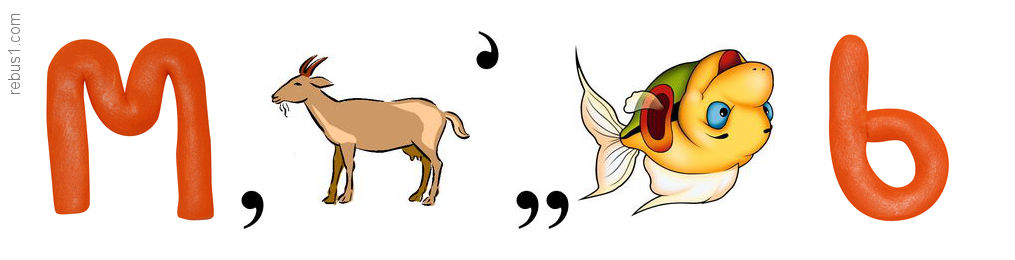 rebus1.com
М , ‘ ,, ь